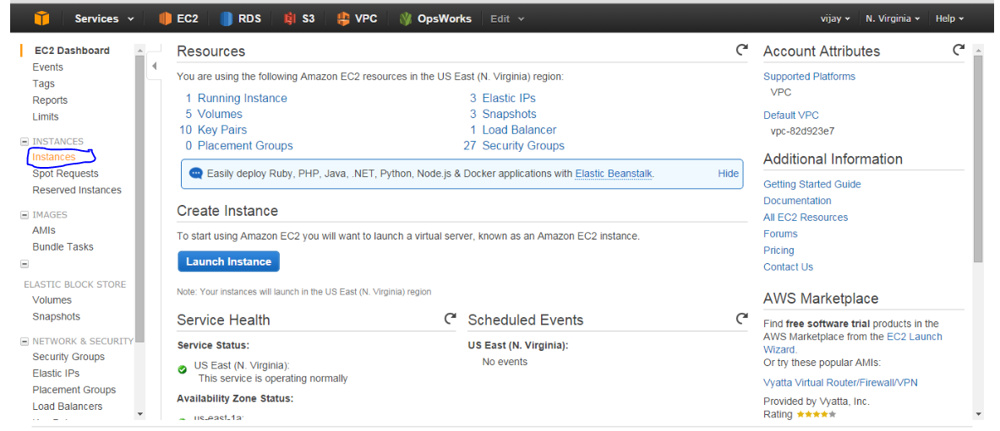 Services EC2 RDS S3 VPC OpsWorks Edit vijay N. Virginia Help
EC2 Dashboard
Events
Tags
Reports
Limits
INSTANCES
Instances
Spot Requests
Reserved Instances
IMAGES
AMIs
Bundle Tasks
ELASTIC BLOCK STORE
Volumes
Snapshots
NETWORK & SECURITY
Security Groups
Elastic IPs
Placement Groups
Load Balancers
Resources
You are using the following Amazon EC2 resources in the US East (N. Virginia) region:
1 Running Instance
5 Volumes
10 Key Pairs
0 Placement Groups
3 Elastic IPs
3 Snapshots
1 Load Balancer
27 Security Groups
Easily deploy Ruby, PHP, Java, .NET, Python, Node.js & Docker applications with Elastic Beanstalk. Hide
Create Instance
To start using Amazon EC2 you will want to launch a virtual server, known as an Amazon EC2 instance.
Launch Instance
Note: Your instances will launch in the US East (N. Virginia) region
Service Health
Service Status:
US East (N. Virginia):
This service is operating normally
Availability Zone Status:
us-east-1a:
Scheduled Events
US East (N. Virginia):
No events
Account Attributes
Supported Platforms
VPC
Default VPC
vpc-82d923e7
Additional Information
Getting Started Guide
Documentation
All EC2 Resources
Forums
Pricing
Contact Us
AWS Marketplace
Find free software trial products in the
AWS Marketplace from the EC2 Launch
Wizard.
Or try these popular AMIs:
Vyatta Virtual Router/Firewall/VPN
Provided by Vyatta, Inc.
Rating